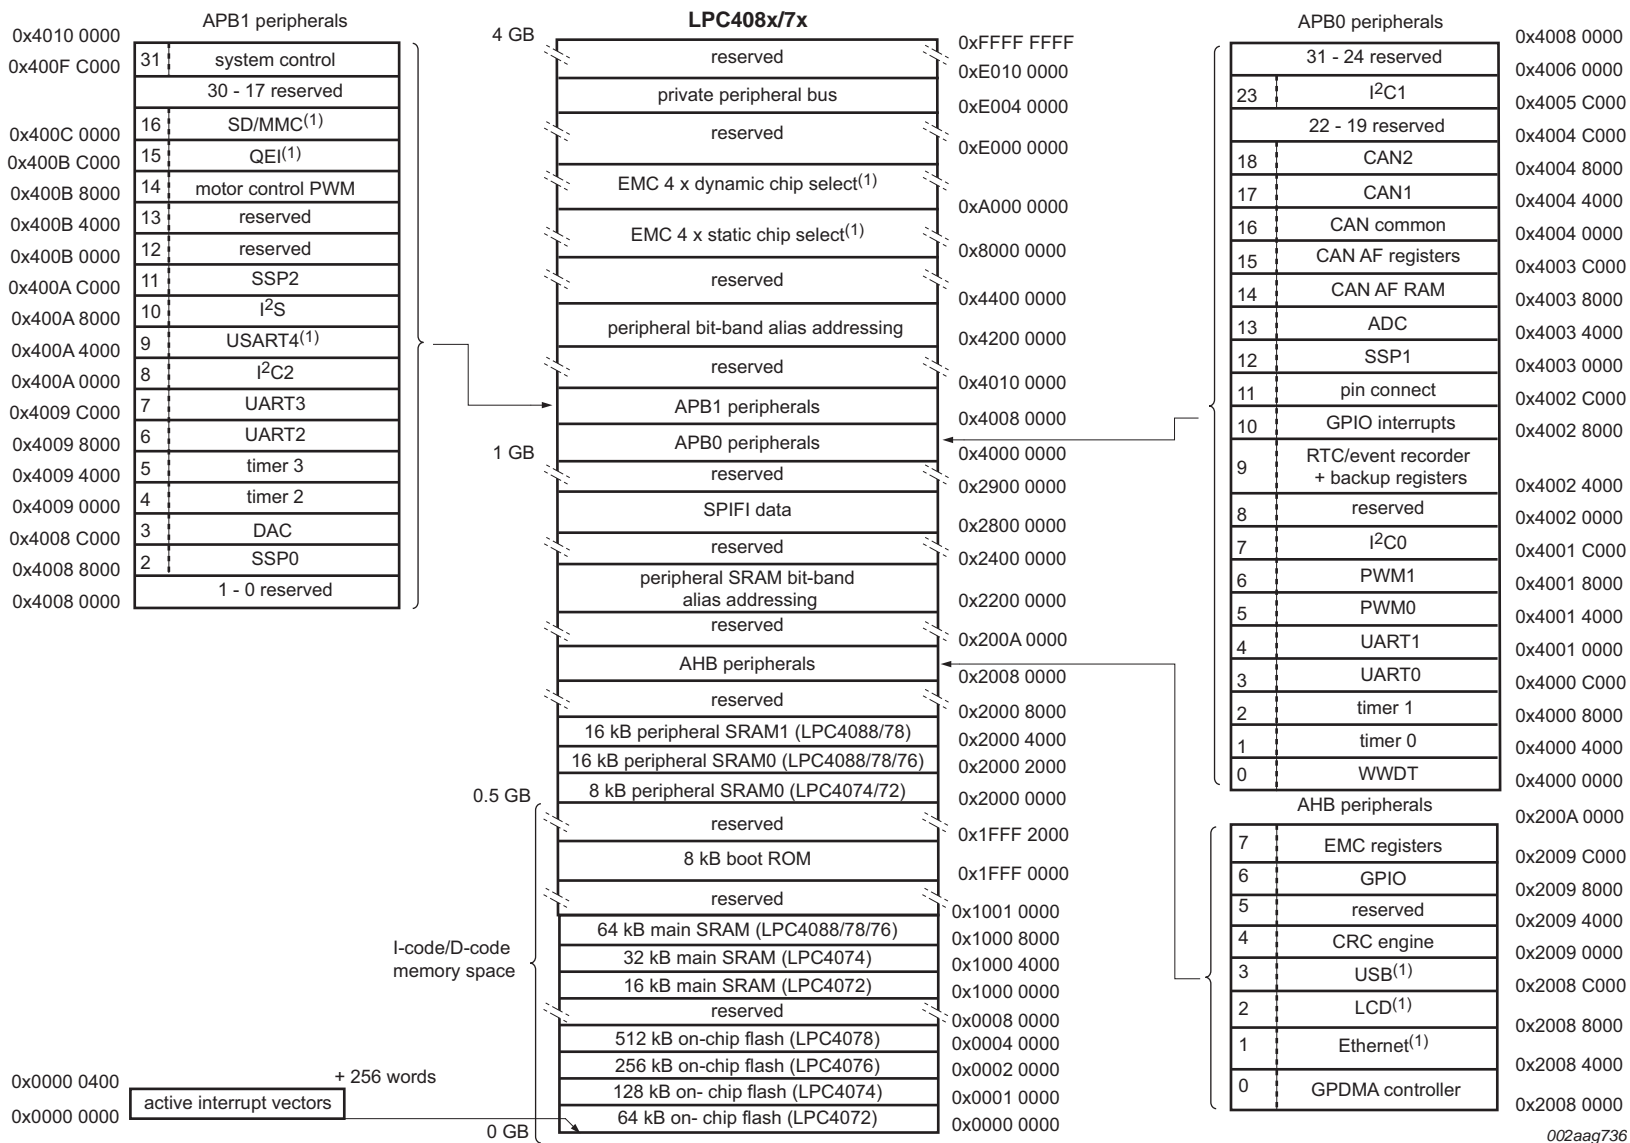 LPC408x/7x
APB1 peripherals
0x4010 0000
31 system control
0x400F C000
30 - 17 reserved
16 SD/MMC(1)
0x400C 0000
15 QEI(1)
0x400B C000
14 motor control PWM
0x400B 8000
13 reserved
0x400B 4000
12 reserved
0x400B 0000
11 SSP2
0x400A C000
10 I2S
0x400A 8000
9 USART4(1)
0x400A 4000
8 I2C2
0x400A 0000
7 UART3
0x4009 C000
6 UART2
0x4009 8000
5 timer 3
0x4009 4000
4 timer 2
0x4009 0000
3 DAC
0x4008 C000
2 SSP0
0x4008 8000
1 - 0 reserved
0x4008 0000
4 GB
0xFFFF FFFF
reserved
0xE010 0000
private peripheral bus
0xE004 0000
reserved
0xE000 0000
EMC 4 x dynamic chip select(1)
0xA000 0000
EMC 4 x static chip select(1)
0x8000 0000
reserved
0x4400 0000
peripheral bit-band alias addressing
0x4200 0000
reserved
0x4010 0000
APB1 peripherals
0x4008 0000
APB0 peripherals
1 GB
0x4000 0000
reserved
0x2900 0000
SPIFI data
0x2800 0000
reserved
0x2400 0000
peripheral SRAM bit-band
alias addressing
0x2200 0000
reserved
0x200A 0000
AHB peripherals
0x2008 0000
reserved
0x2000 8000
16 kB peripheral SRAM1 (LPC4088/78)
0x2000 4000
16 kB peripheral SRAM0 (LPC4088/78/76)
0x2000 2000
8 kB peripheral SRAM0 (LPC4074/72)
0.5 GB
0x2000 0000
reserved
0x1FFF 2000
8 kB boot ROM
0x1FFF 0000
reserved
0x1001 0000
64 kB main SRAM (LPC4088/78/76)
0x1000 8000
I-code/D-code
memory space
32 kB main SRAM (LPC4074)
0x1000 4000
16 kB main SRAM (LPC4072)
0x1000 0000
reserved
0x0008 0000
512 kB on-chip flash (LPC4078)
0x0004 0000
256 kB on-chip flash (LPC4076)
0x0002 0000
128 kB on- chip flash (LPC4074)
0x0001 0000
64 kB on- chip flash (LPC4072)
0x0000 0000
0 GB
+ 256 words
0x0000 0400
active interrupt vectors
0x0000 0000
APB0 peripherals
0x4008 0000
31 - 24 reserved
0x4006 0000
23 I2C1
0x4005 C000
22 - 19 reserved
0x4004 C000
18 CAN2
0x4004 8000
17 CAN1
0x4004 4000
16 CAN common
0x4004 0000
15 CAN AF registers
0x4003 C000
14 CAN AF RAM
0x4003 8000
13 ADC
0x4003 4000
12 SSP1
0x4003 0000
11 pin connect
0x4002 C000
10 GPIO interrupts
0x4002 8000
9 RTC/event recorder
+ backup registers
0x4002 4000
8 reserved
0x4002 0000
7 I2C0
0x4001 C000
6 PWM1
0x4001 8000
5 PWM0
0x4001 4000
4 UART1
0x4001 0000
3 UART0
0x4000 C000
2 timer 1
0x4000 8000
1 timer 0
0x4000 4000
0 WWDT
0x4000 0000
AHB peripherals
0x200A 0000
7 EMC registers
0x2009 C000
6 GPIO
0x2009 8000
5 reserved
0x2009 4000
4 CRC engine
0x2009 0000
3 USB(1)
0x2008 C000
2 LCD(1)
0x2008 8000
1 Ethernet(1)
0x2008 4000
0 GPDMA controller
0x2008 0000
002aag736